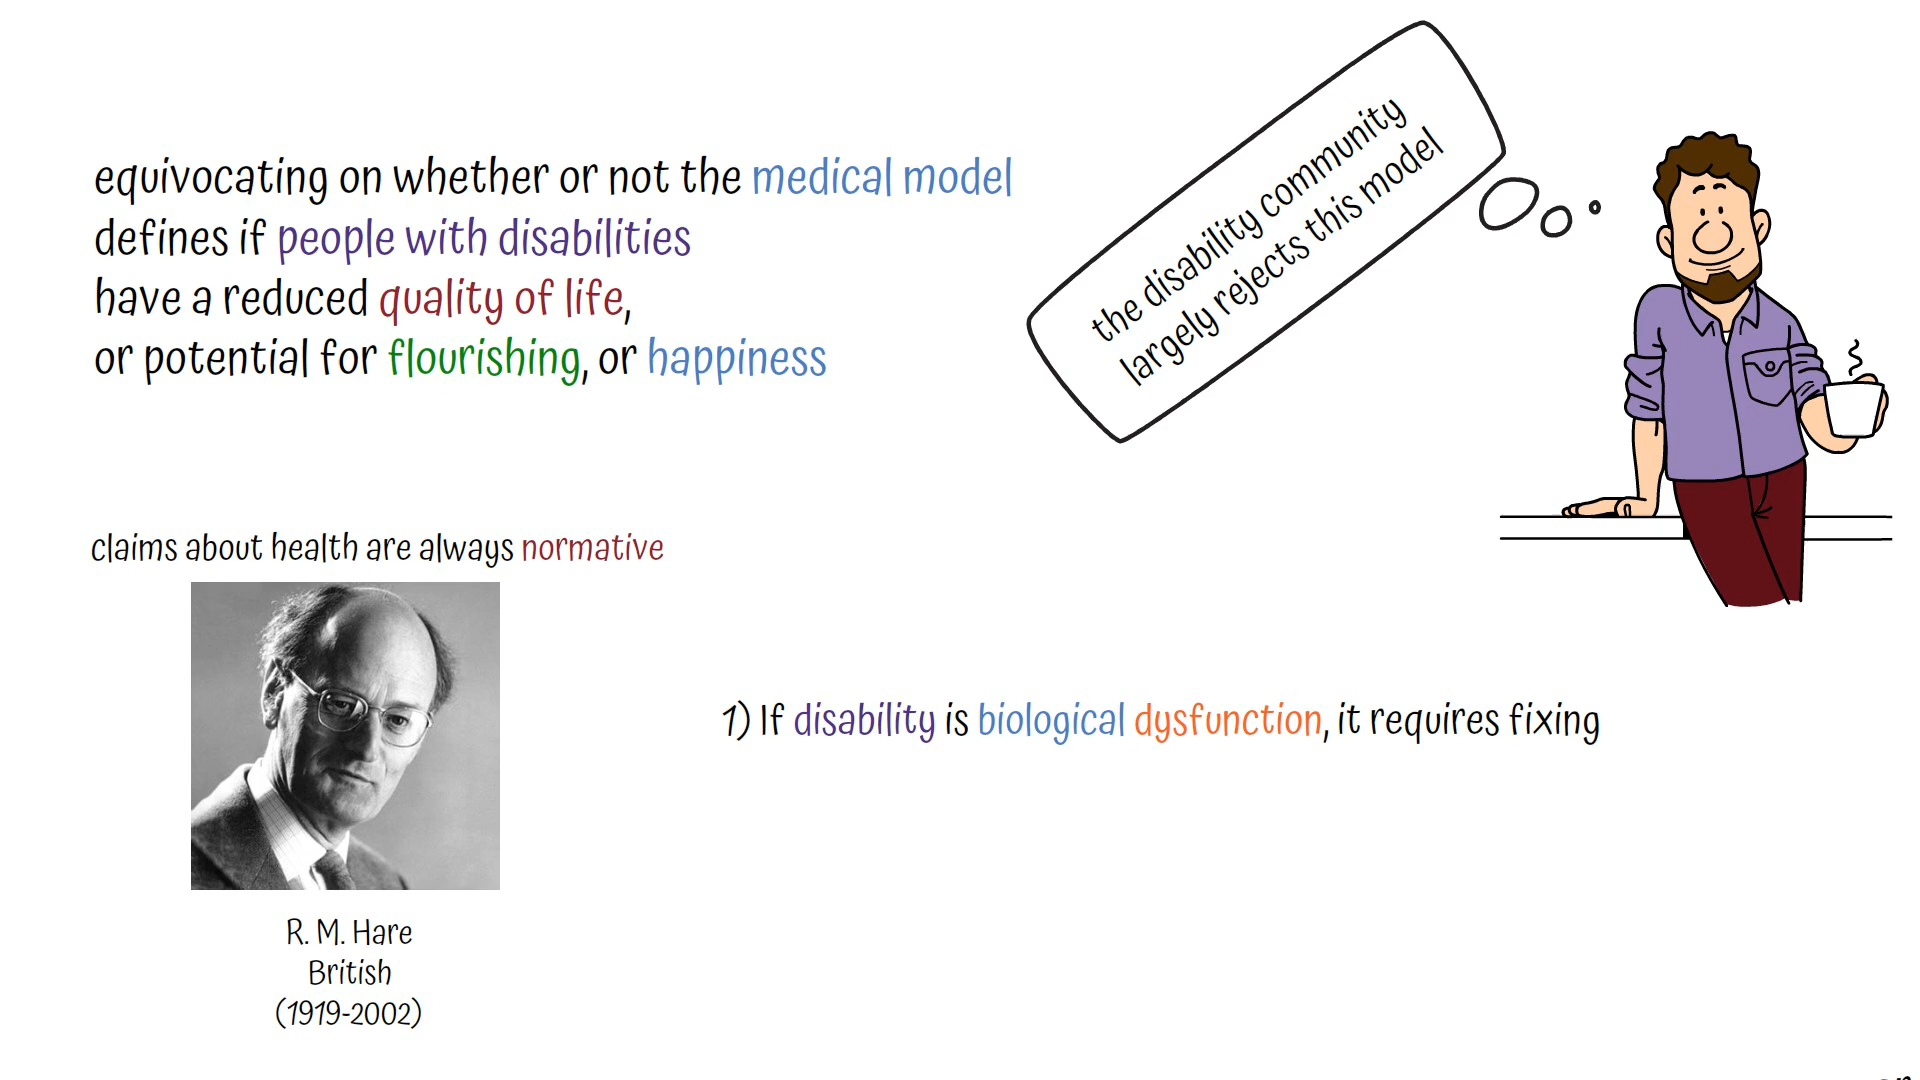 equivocating on whether or not the medical model
defines if people with disabilities
have a reduced quality of life,
or potential for flourishing, or happiness
the disability community
largely rejects this model
claims about health are always normative
R. M. Hare
British
(1919-2002)
1) If disability is biological dysfunction, it requires fixing